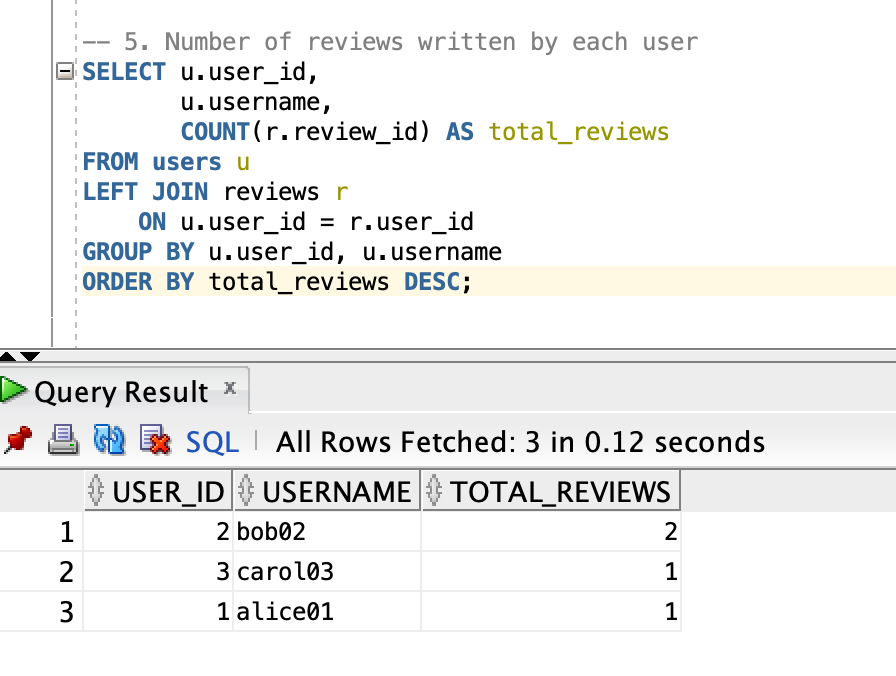 -- 5. Number of reviews written by each user
SELECT u.user_id,
u.username,
COUNT(r.review_id) AS total_reviews
FROM users u
LEFT JOIN reviews r
ON u.user_id = r.user_id
GROUP BY u.user_id, u.username
ORDER BY total_reviews DESC;
Query Result x
SQL | All Rows Fetched: 3 in 0.12 seconds
USER_ID USERNAME TOTAL_REVIEWS
1 2 bob02 2
2 3 carol03 1
3 1 alice01 1